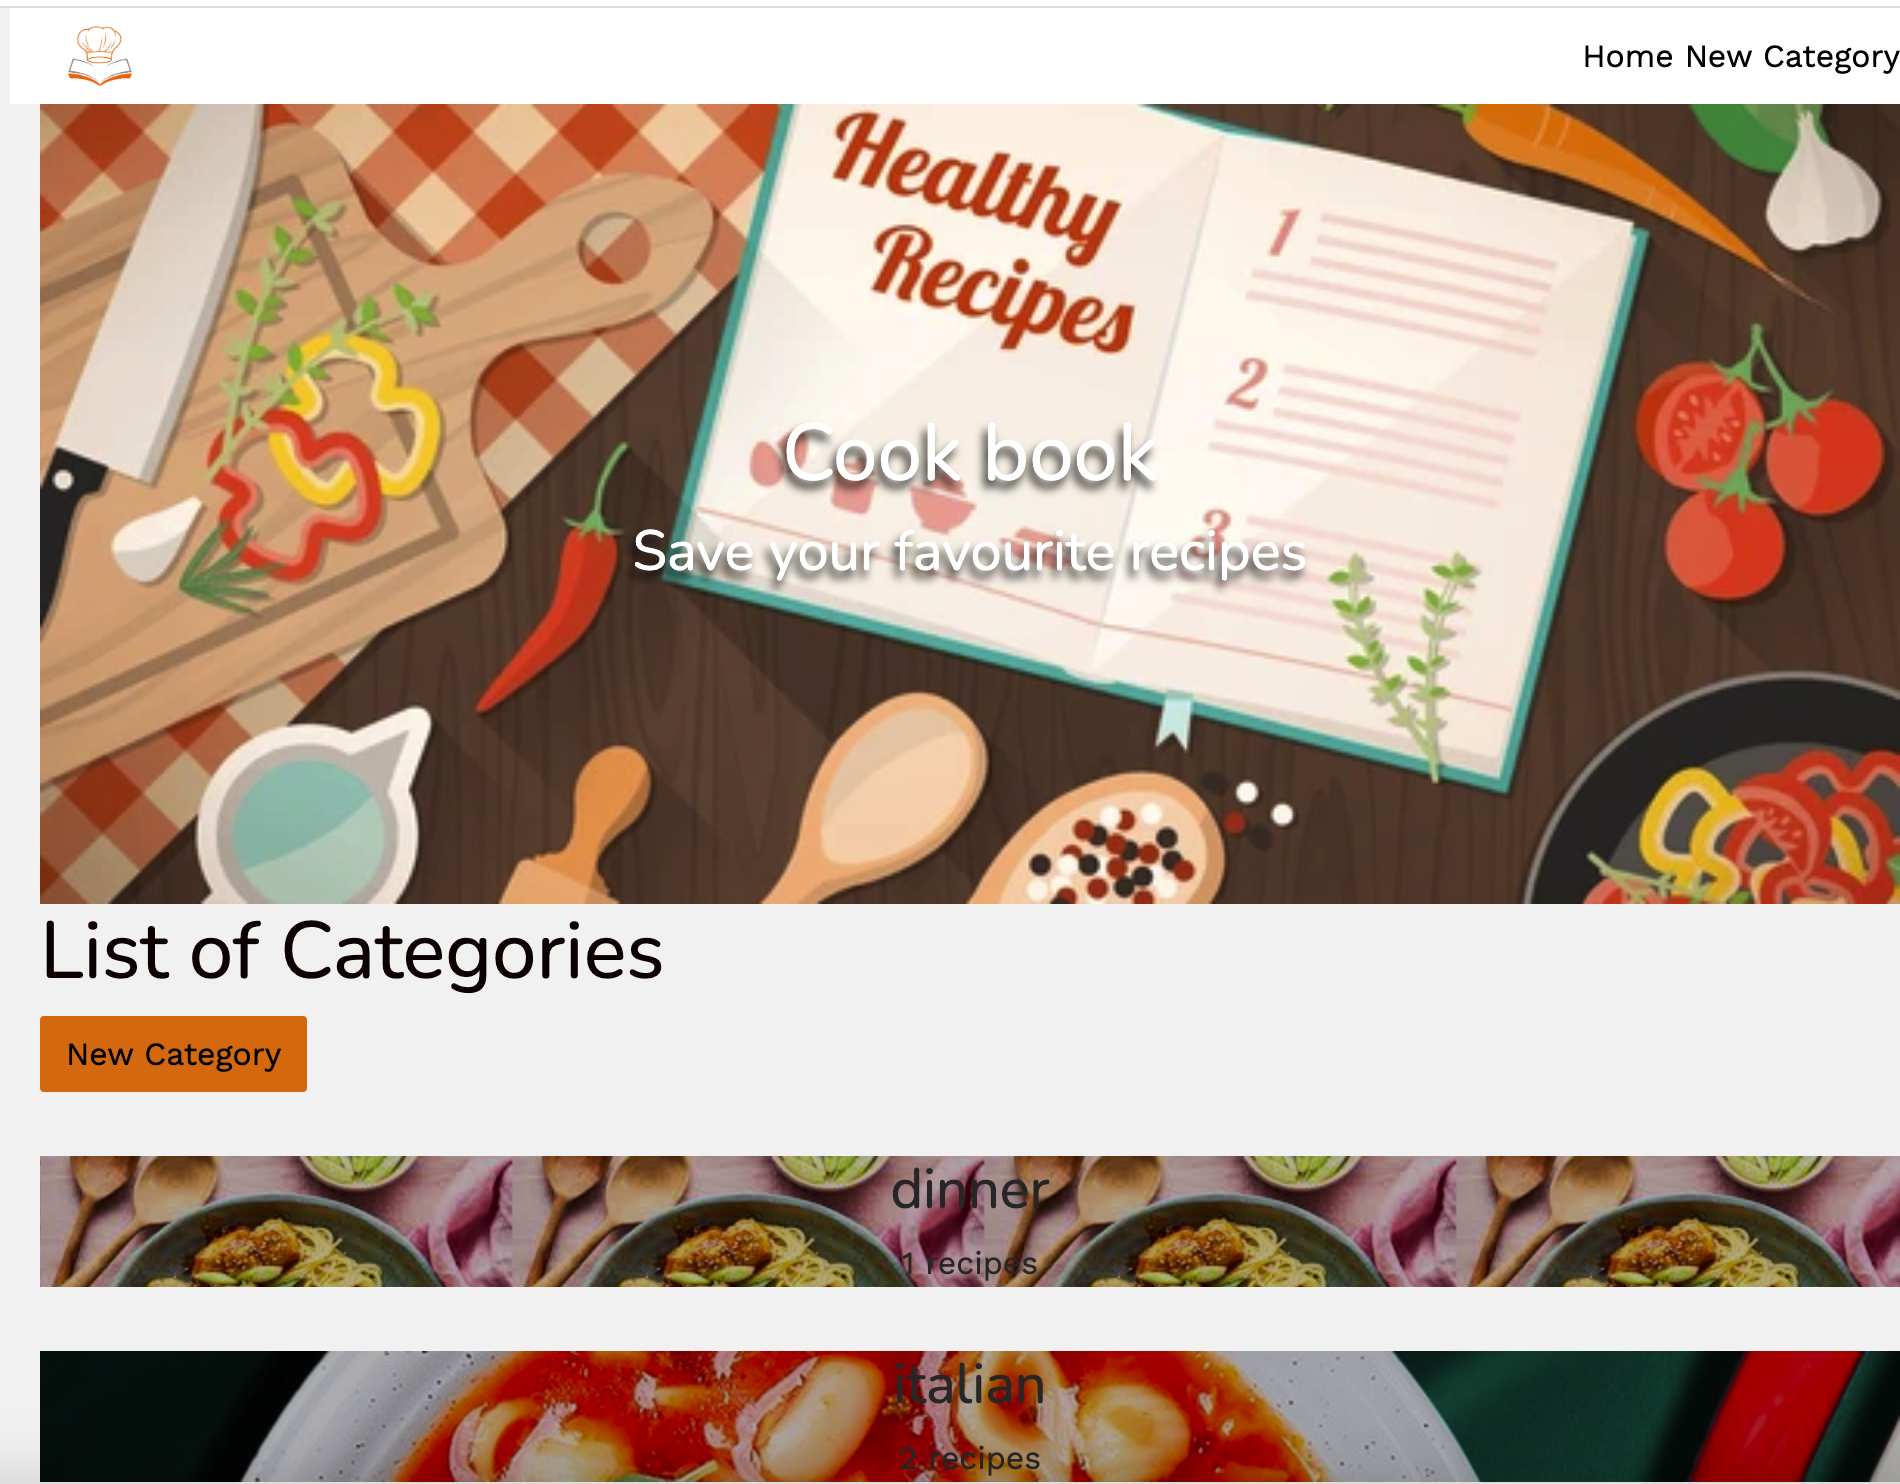 Home New Category
Healthy
Recipes
1
2
3
Cook book
Save your favourite recipes
List of Categories
New Category
dinner
1 recipes
italian
2 recipes